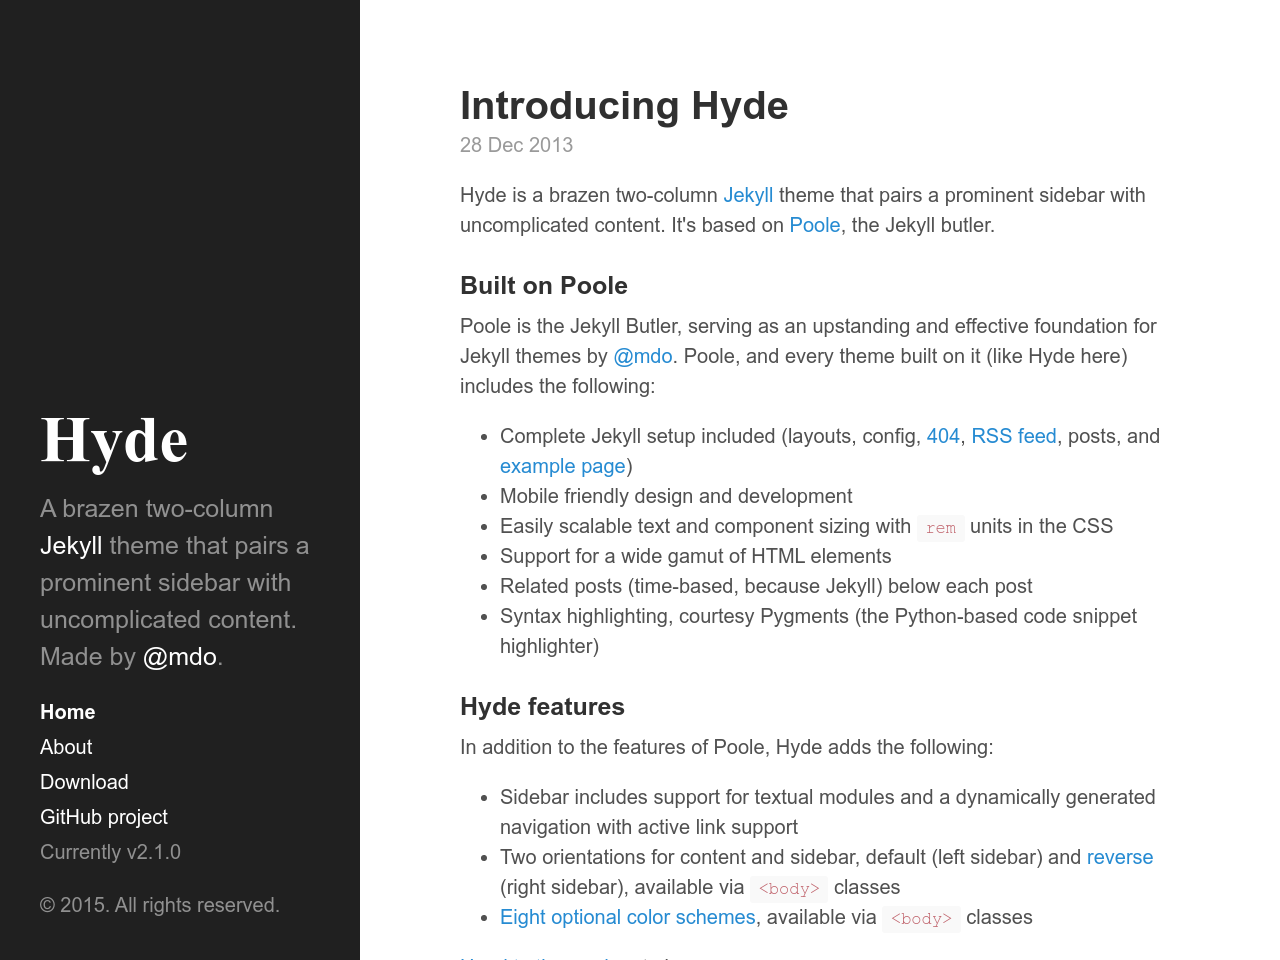 Hyde
A brazen two-column
Jekyll theme that pairs a
prominent sidebar with
uncomplicated content.
Made by @mdo.
Home
About
Download
GitHub project
Currently v2.1.0
© 2015. All rights reserved.
Introducing Hyde
28 Dec 2013
Hyde is a brazen two-column Jekyll theme that pairs a prominent sidebar with
uncomplicated content. It's based on Poole, the Jekyll butler.
Built on Poole
Poole is the Jekyll Butler, serving as an upstanding and effective foundation for
Jekyll themes by @mdo. Poole, and every theme built on it (like Hyde here)
includes the following:
• Complete Jekyll setup included (layouts, config, 404, RSS feed, posts, and
example page)
• Mobile friendly design and development
• Easily scalable text and component sizing with rem units in the CSS
• Support for a wide gamut of HTML elements
• Related posts (time-based, because Jekyll) below each post
• Syntax highlighting, courtesy Pygments (the Python-based code snippet
highlighter)
Hyde features
In addition to the features of Poole, Hyde adds the following:
• Sidebar includes support for textual modules and a dynamically generated
navigation with active link support
• Two orientations for content and sidebar, default (left sidebar) and reverse
(right sidebar), available via <body> classes
• Eight optional color schemes, available via <body> classes